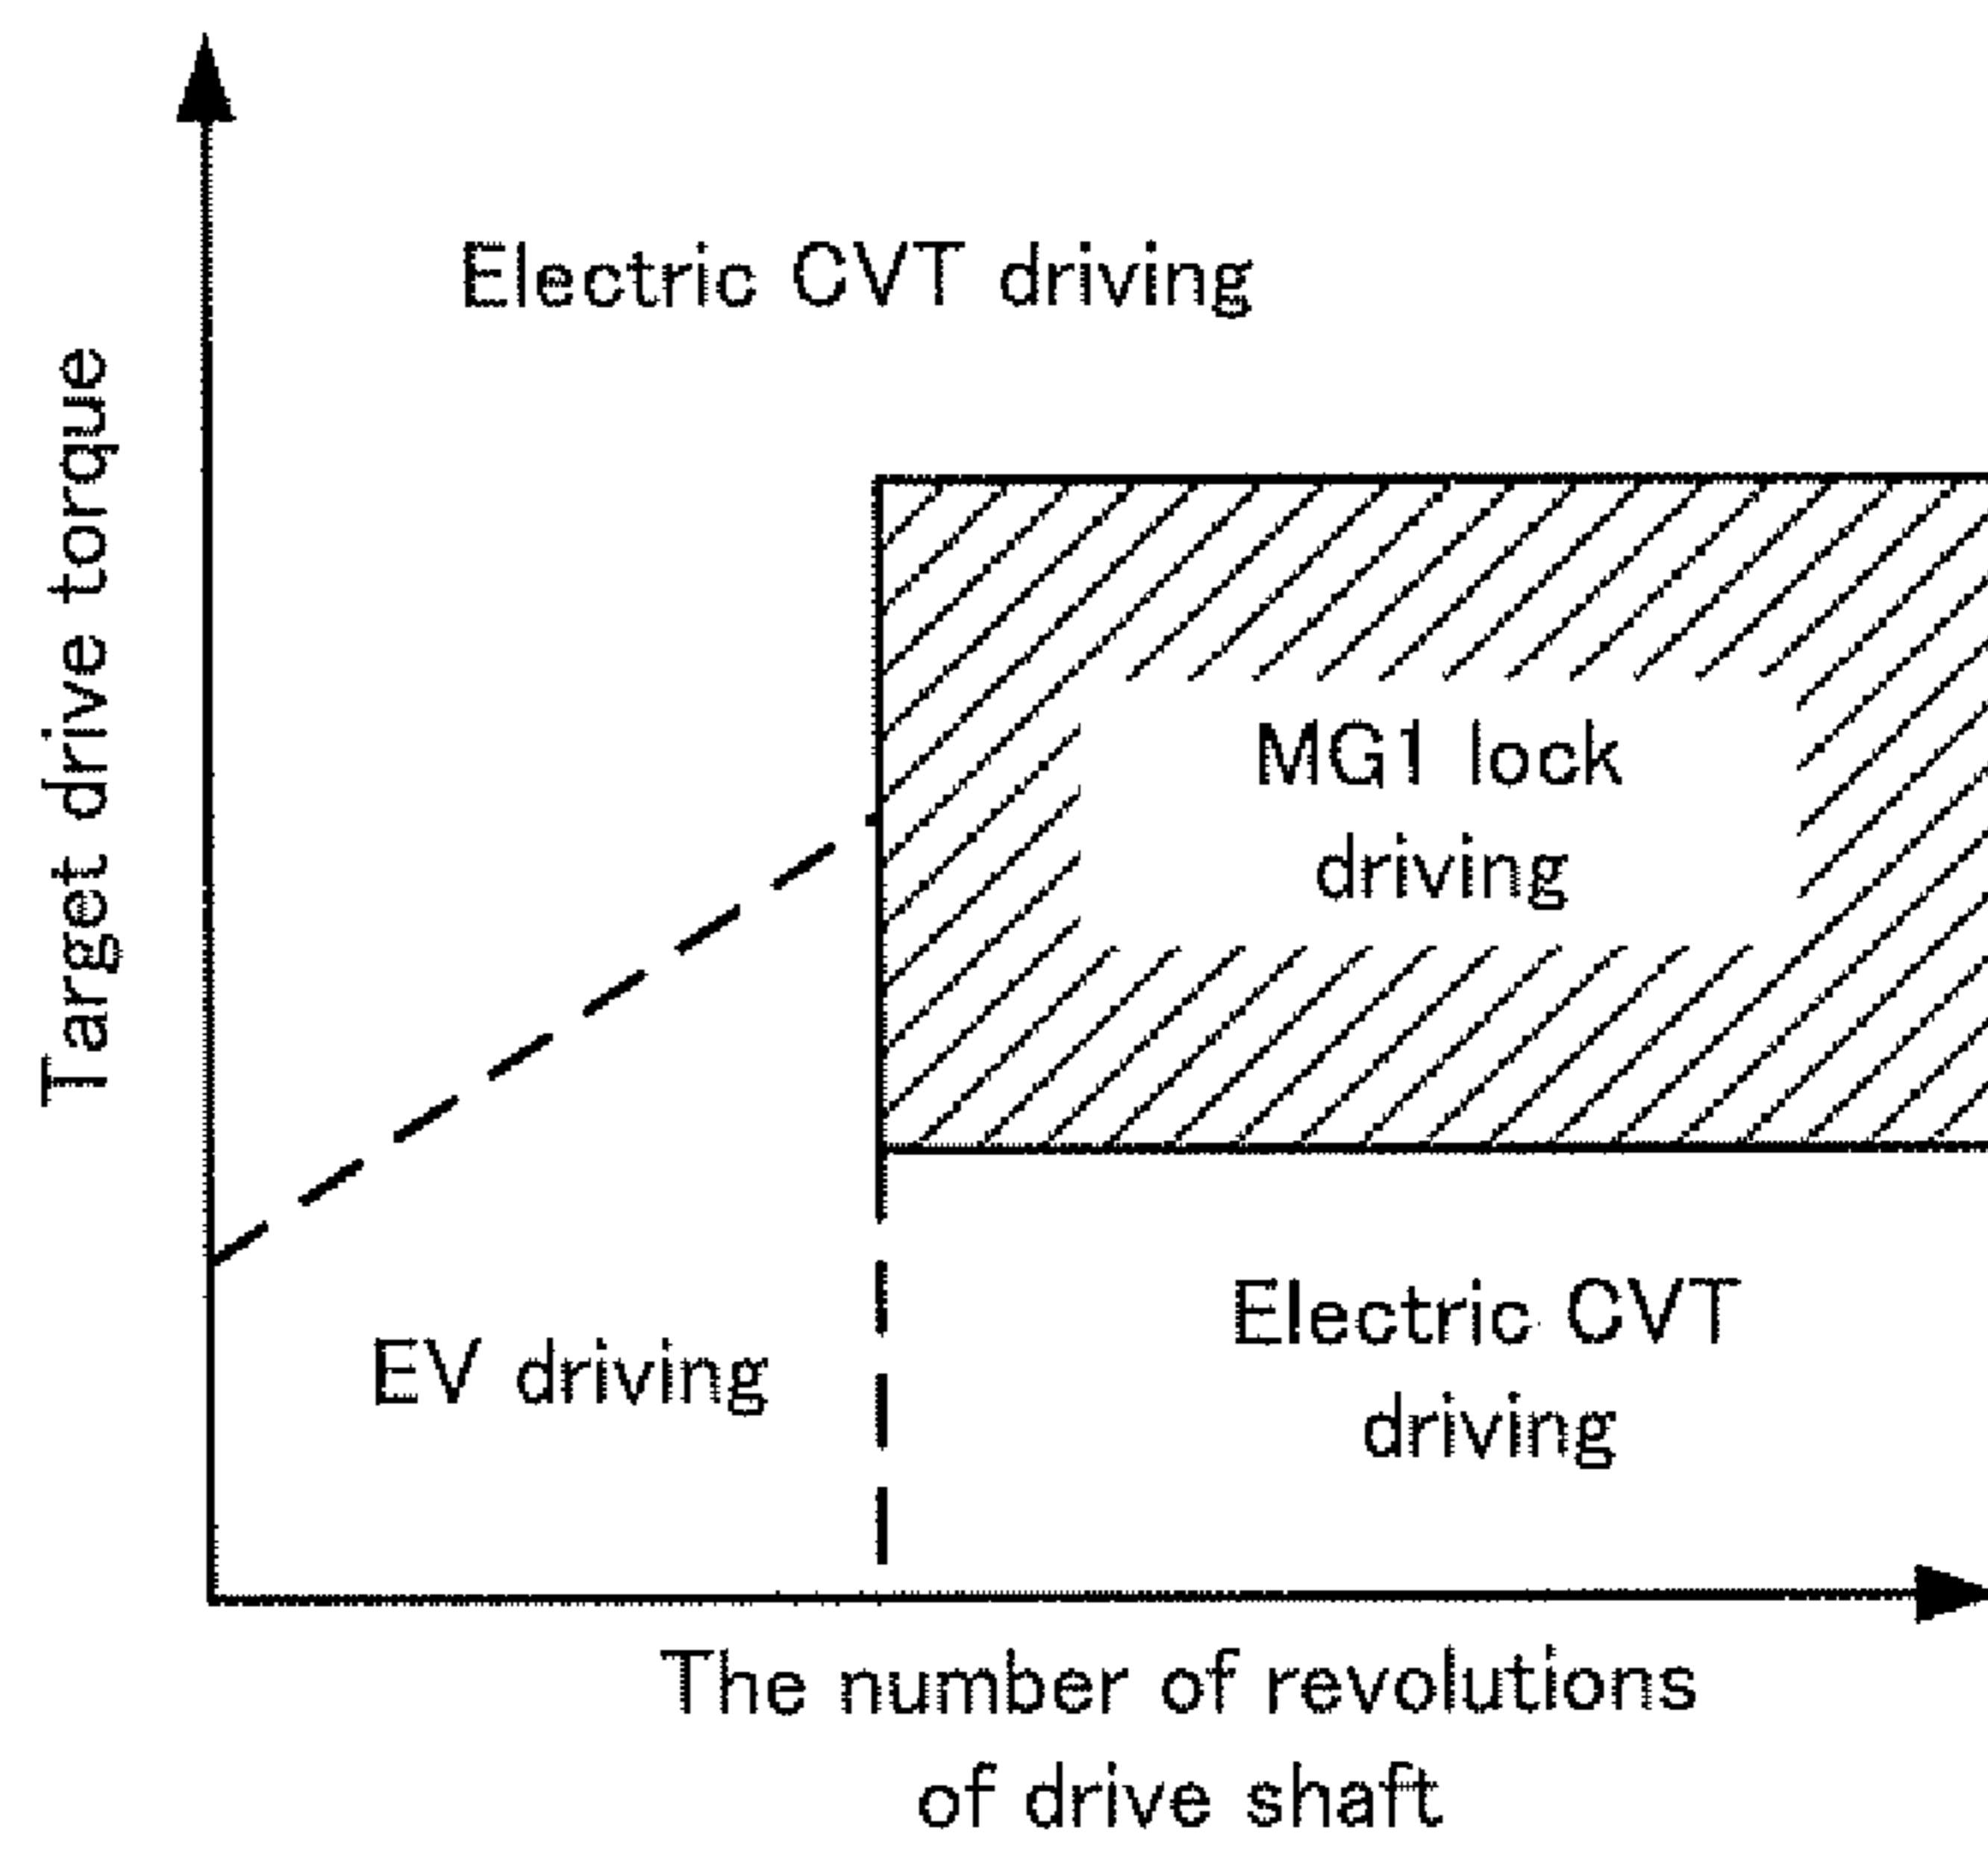 Electric CVT driving
Target drive torque
MG1 lock
driving
EV driving
Electric CVT
driving
The number of revolutions
of drive shaft